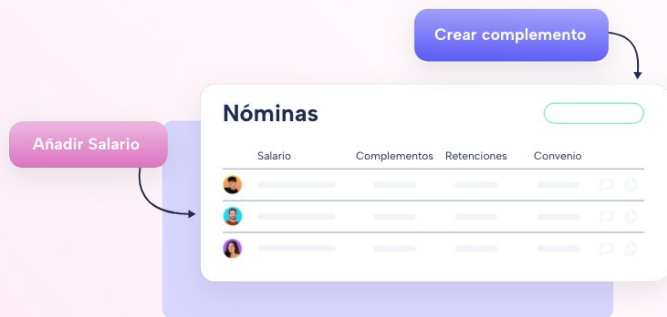 Crear complemento
Nóminas
Añadir Salario
Salario Complementos Retenciones Convenio